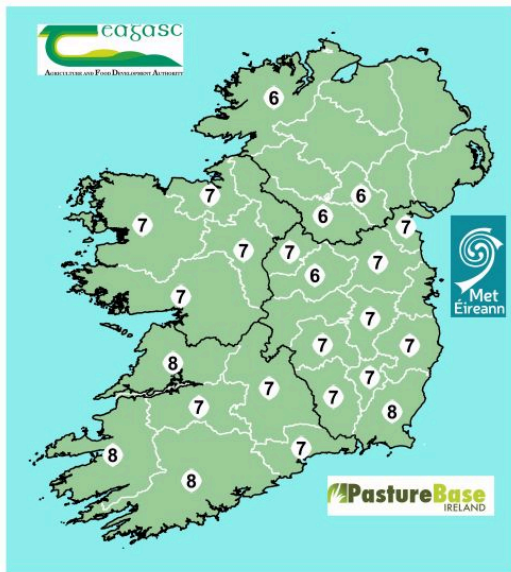 Teagasc
AGRICULTURE AND FOOD DEVELOPMENT AUTHORITY
6
7 6
6
7 7
7 7 7
6
7
Met
Éireann
7
7 7
8
7
7 7
7 8
7
8
8
PastureBase
IRELAND